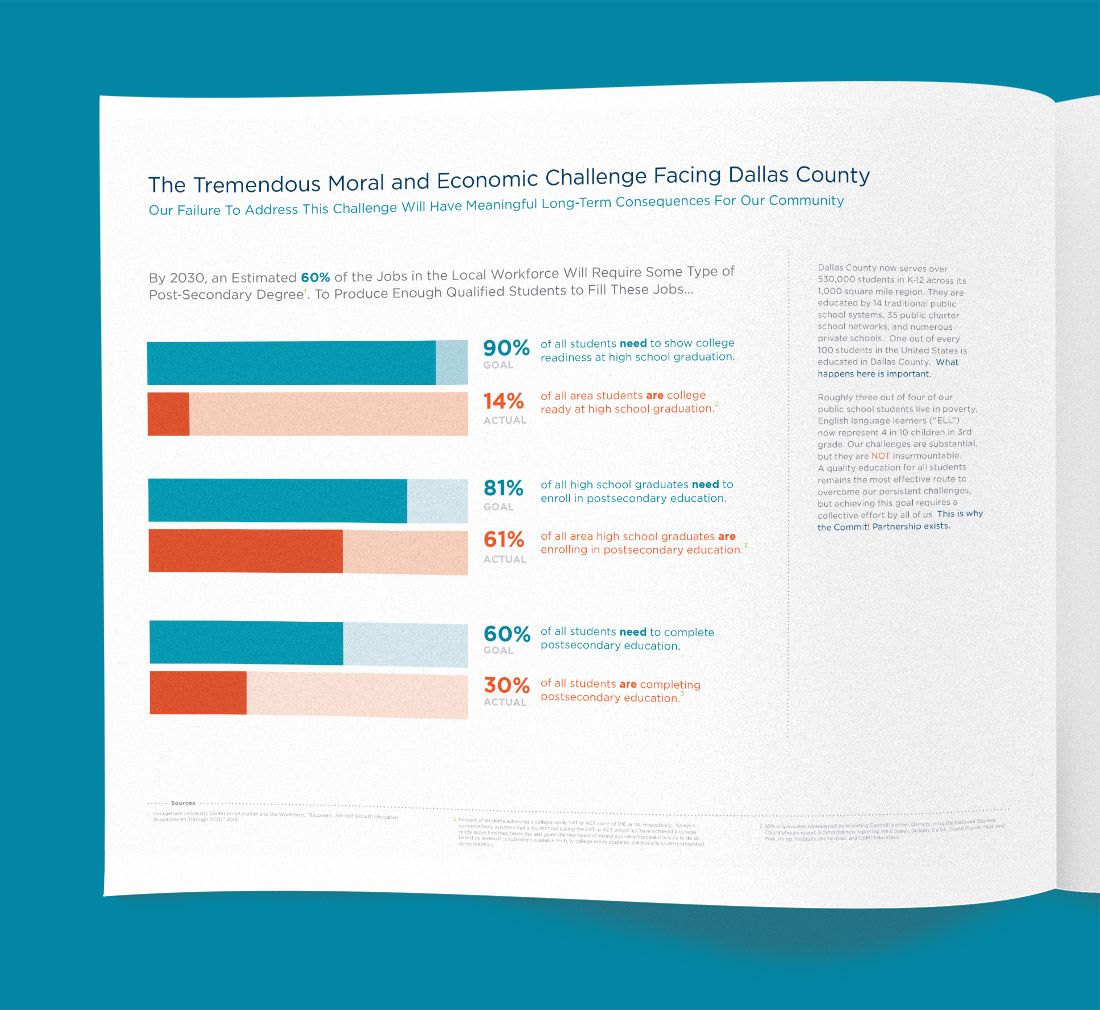 The Tremendous Moral and Economic Challenge Facing Dallas County
Our Failure To Address This Challenge Will Have Meaningful Long-Term Consequences For Our Community
By 2030, an Estimated 60% of the Jobs in the Local Workforce Will Require Some Type of
Post-Secondary Degree¹. To Produce Enough Qualified Students to Fill These Jobs...
90% of all students need to show college
GOAL readiness at high school graduation.
14% of all area students are college
ACTUAL ready at high school graduation.²
81% of all high school graduates need to
GOAL enroll in postsecondary education.
61% of all area high school graduates are
ACTUAL enrolling in postsecondary education.³
60% of all students need to complete
GOAL postsecondary education.
30% of all students are completing
ACTUAL postsecondary education.³
Dallas County now serves over
530,000 students in K-12 across its
1,000 square mile region. They are
educated by 14 traditional public
school systems, 35 public charter
school networks, and numerous
private schools. One out of every
100 students in the United States is
educated in Dallas County. What
happens here is important.
Roughly three out of four of our
public school students live in poverty.
English language learners ("ELL")
now represent 4 in 10 children in 3rd
grade. Our challenges are substantial,
but they are NOT insurmountable.
A quality education for all students
remains the most effective route to
overcome our persistent challenges,
but achieving this goal requires a
collective effort by all of us. This is why
the Commit! Partnership exists.
Sources
Georgetown University Center on Education and the Workforce, "Recovery: Job and Growth Education
Requirements Through 2020"